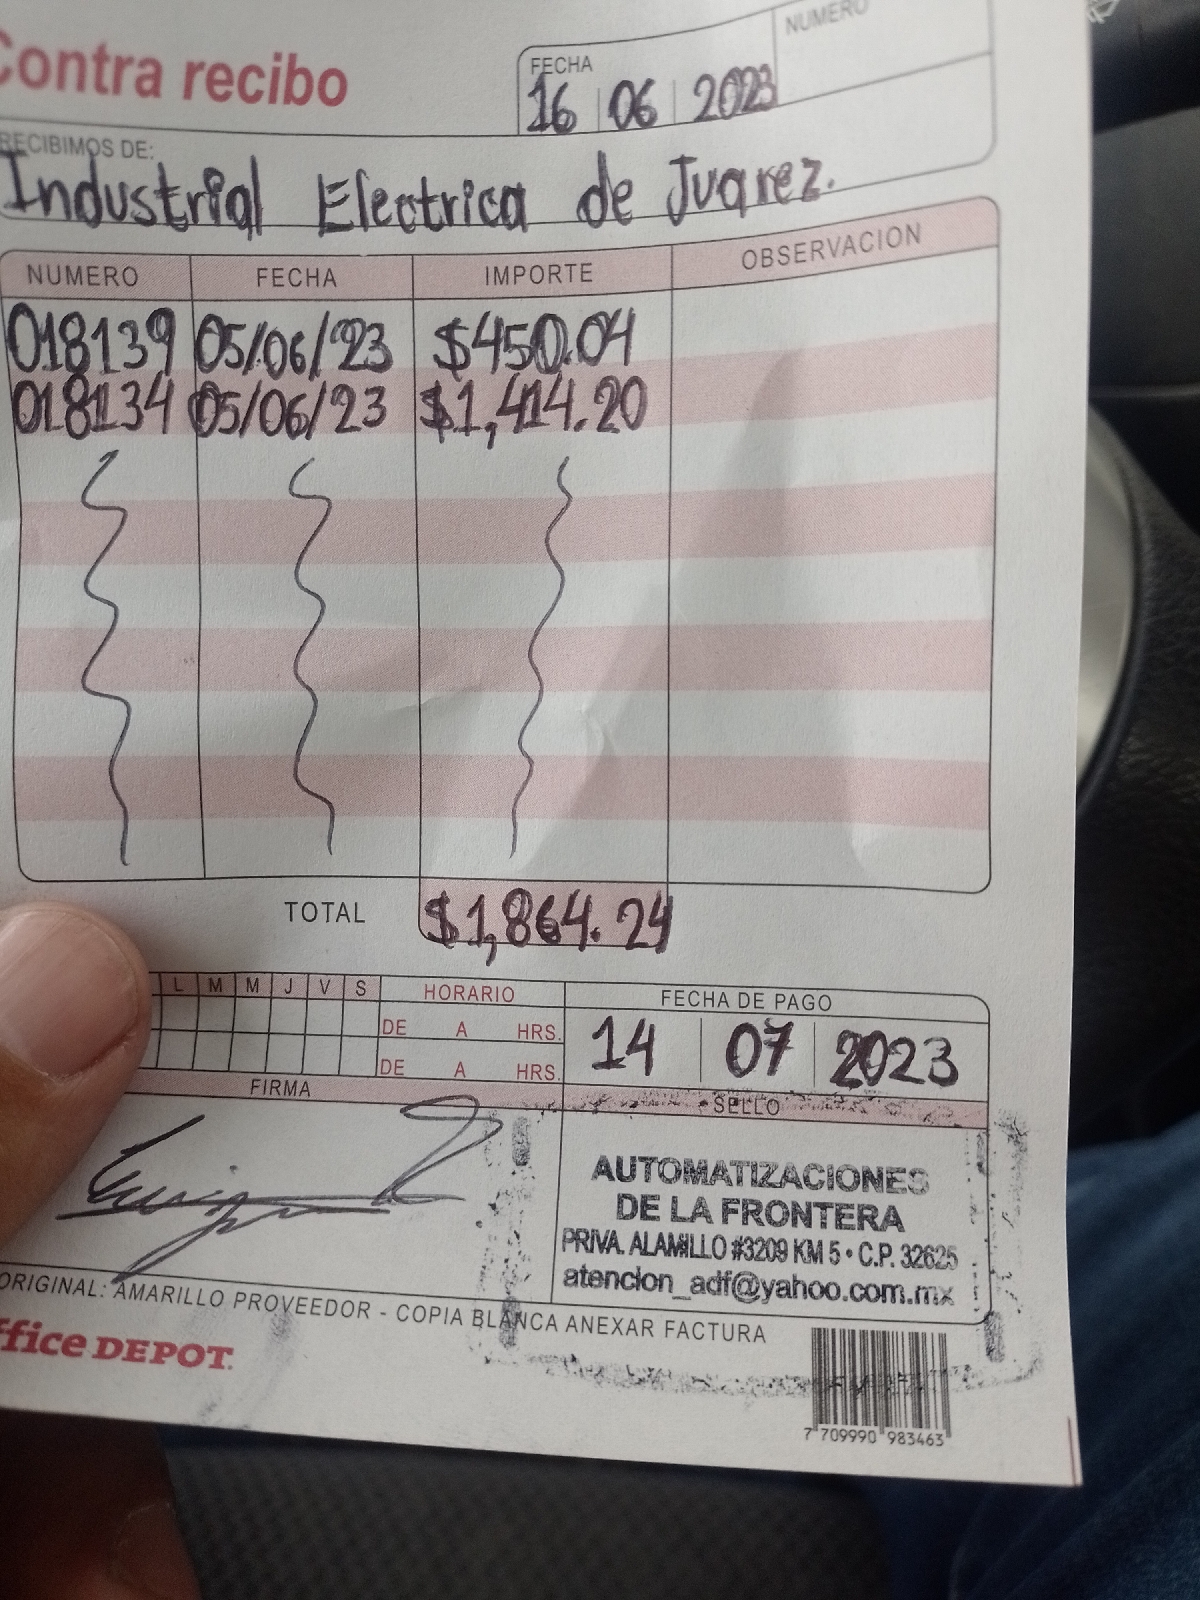 Contra recibo
FECHA
NUMERO
16 06 2023
RECIBIMOS DE:
Industrial Electrica de Juarez.
NUMERO FECHA IMPORTE OBSERVACION
018139 05/06/23 $450.04
018134 05/06/23 $1,414.20
TOTAL $1,864.24
L M M J V S HORARIO FECHA DE PAGO
DE A HRS.
14 07 2023
DE A HRS.
FIRMA SELLO
AUTOMATIZACIONES
DE LA FRONTERA
PRIVA. ALAMILLO #3209 KM 5 • C.P. 32625
atencion_adf@yahoo.com.mx
ORIGINAL: AMARILLO PROVEEDOR - COPIA BLANCA ANEXAR FACTURA
ffice DEPOT.
7 709990 983463